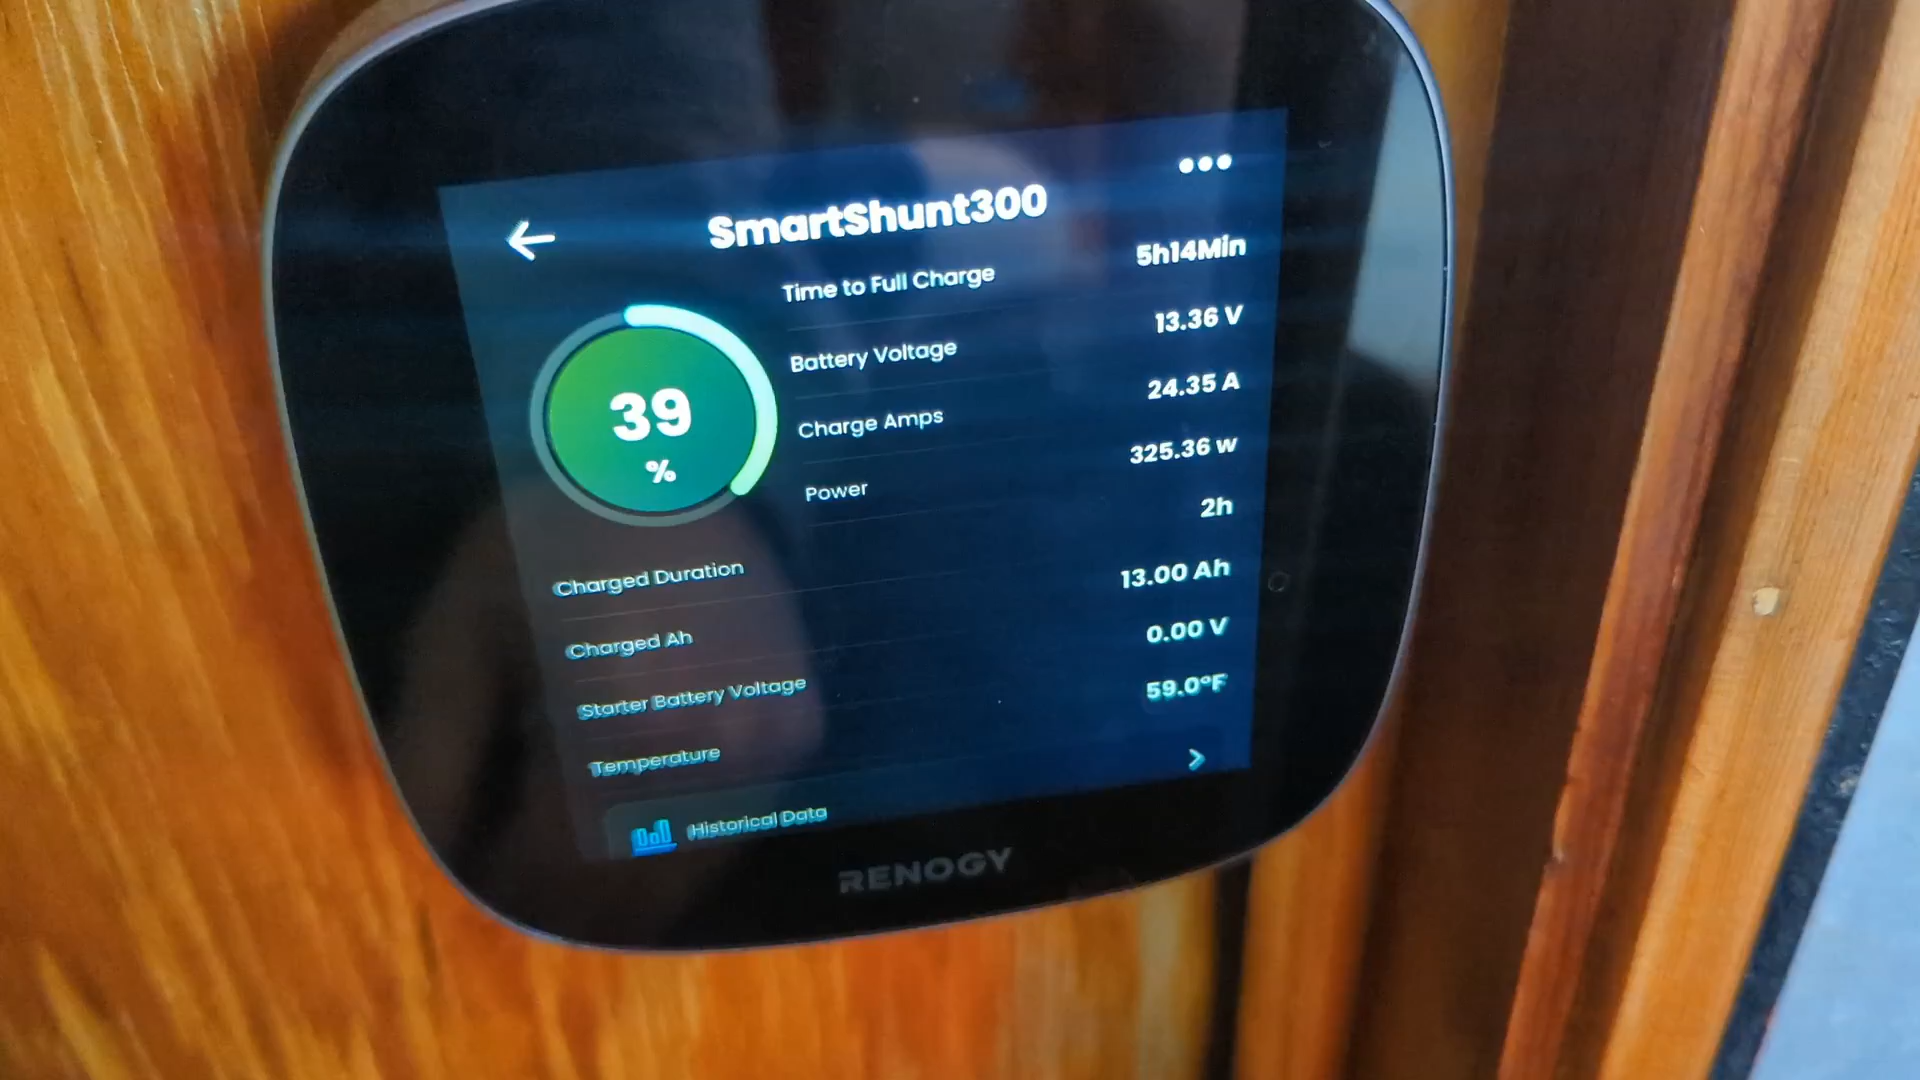 SmartShunt300
Time to Full Charge 5h14Min
39
%
Battery Voltage 13.36 V
Charge Amps 24.35 A
Power 325.36 w
Charged Duration 2h
Charged Ah 13.00 Ah
Starter Battery Voltage 0.00 V
Temperature 59.0°F
Historical Data
RENOGY